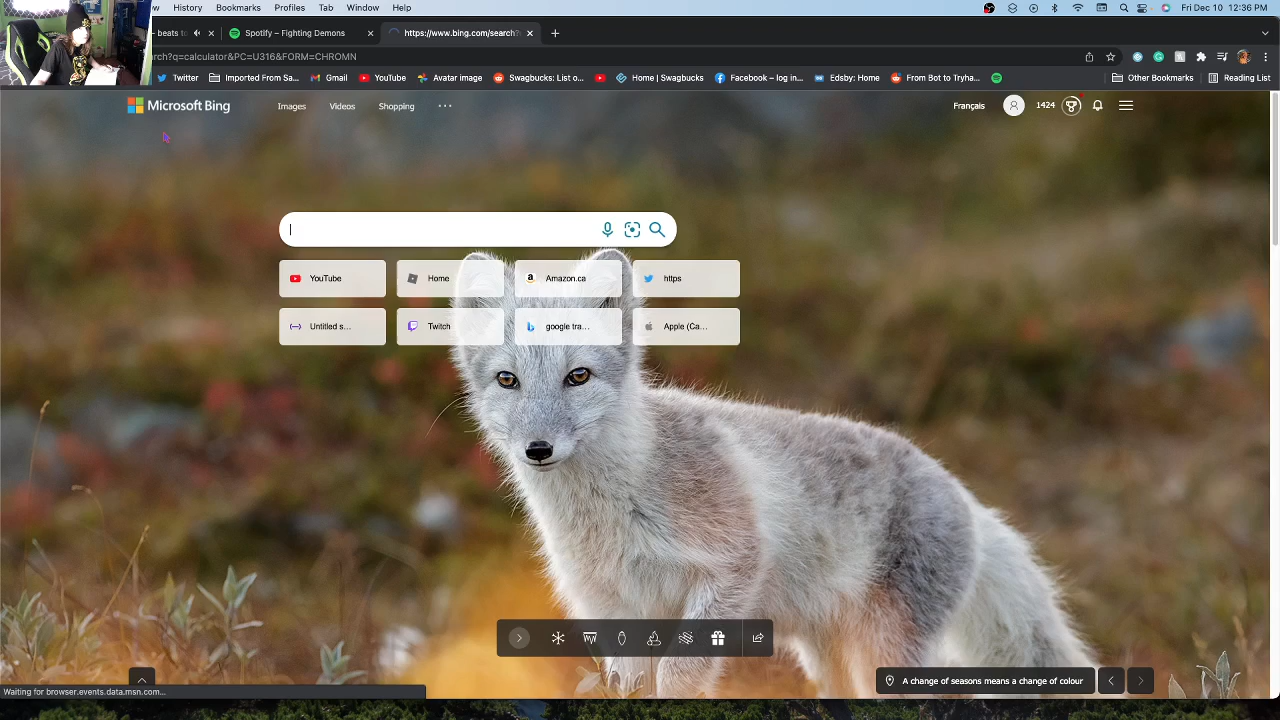 History Bookmarks Profiles Tab Window Help Fri Dec 10 12:36 PM
beats to Spotify – Fighting Demons https://www.bing.com/search?
rch?q=calculator&PC=U316&FORM=CHROMN
Twitter Imported From Sa... Gmail YouTube Avatar image Swagbucks: List o... Home | Swagbucks Facebook – log in... Edsby: Home From Bot to Tryha... Other Bookmarks Reading List
Microsoft Bing Images Videos Shopping Français 1424
YouTube Home Amazon.ca https
Untitled s... Twitch google tra... Apple (Ca...
A change of seasons means a change of colour
Waiting for browser.events.data.msn.com...